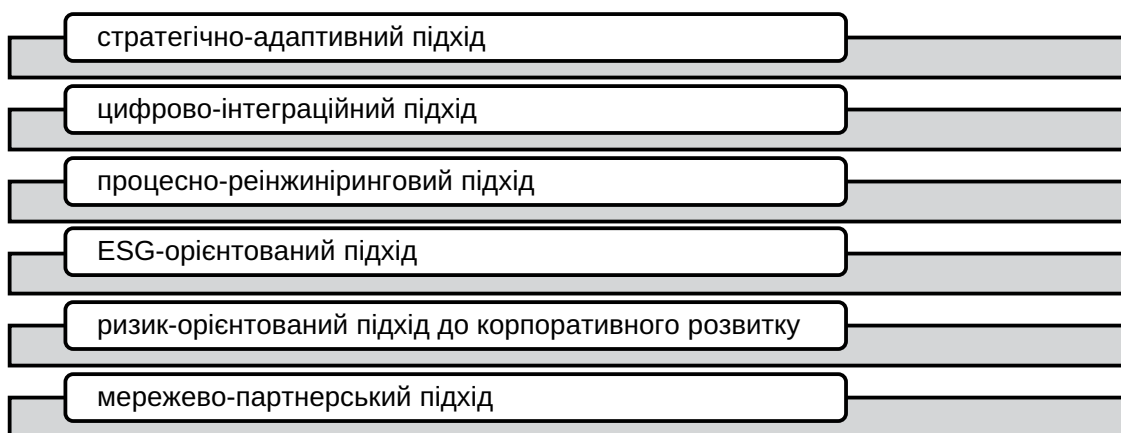 стратегічно-адаптивний підхід
цифрово-інтеграційний підхід
процесно-реінжиніринговий підхід
ESG-орієнтований підхід
ризик-орієнтований підхід до корпоративного розвитку
мережево-партнерський підхід